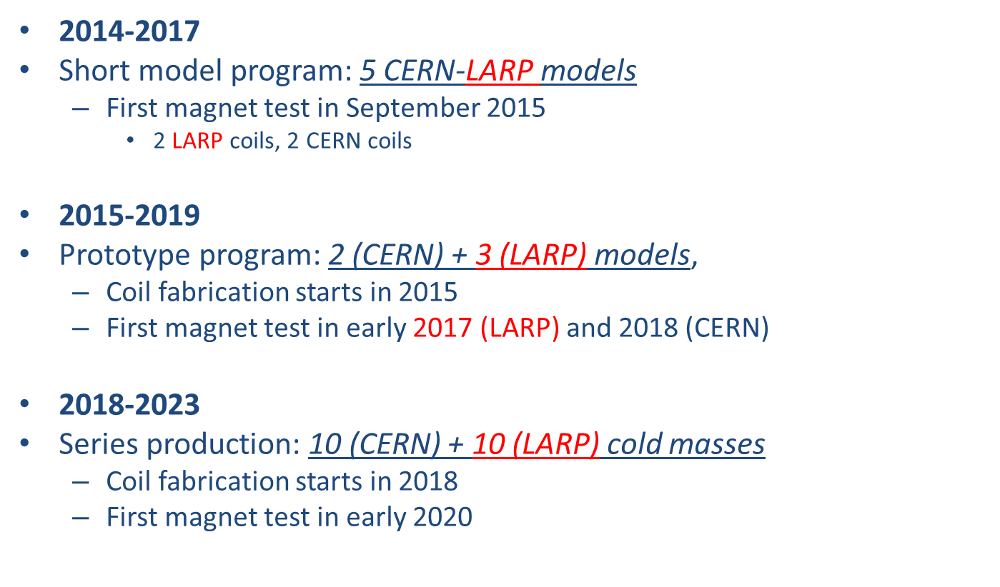 • 2014-2017
• Short model program: 5 CERN-LARP models
– First magnet test in September 2015
• 2 LARP coils, 2 CERN coils
• 2015-2019
• Prototype program: 2 (CERN) + 3 (LARP) models,
– Coil fabrication starts in 2015
– First magnet test in early 2017 (LARP) and 2018 (CERN)
• 2018-2023
• Series production: 10 (CERN) + 10 (LARP) cold masses
– Coil fabrication starts in 2018
– First magnet test in early 2020